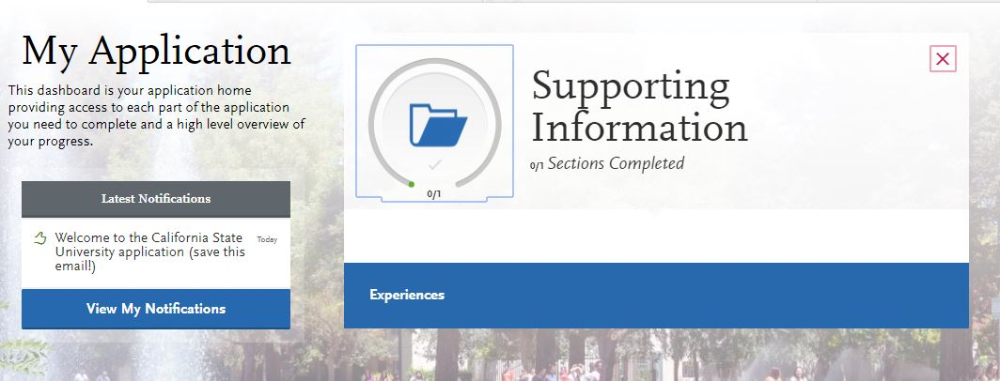 My Application
This dashboard is your application home
providing access to each part of the application
you need to complete and a high level overview of
your progress.
Latest Notifications
Welcome to the California State
University application (save this
email!)
Today
View My Notifications
0/1
Supporting
Information
0/1 Sections Completed
Experiences